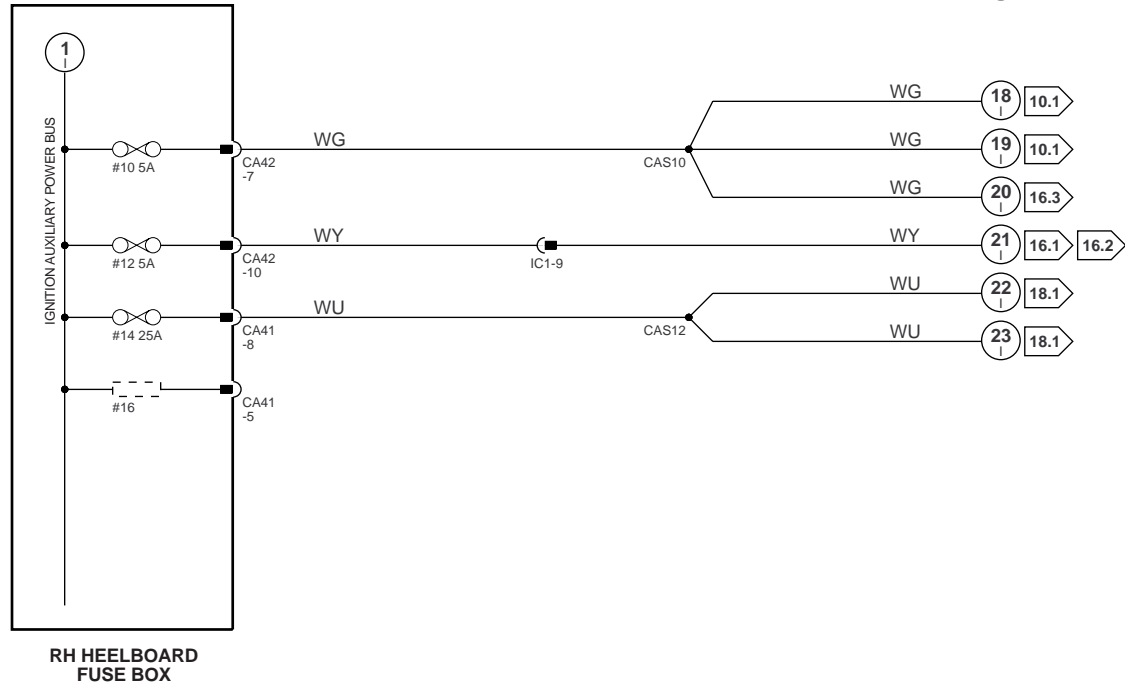 1
I
IGNITION AUXILIARY POWER BUS
#10 5A
CA42
-7
WG
CAS10
WG
18
I
10.1
WG
19
I
10.1
WG
20
I
16.3
#12 5A
CA42
-10
WY
IC1-9
WY
21
I
16.1
16.2
#14 25A
CA41
-8
WU
CAS12
WU
22
I
18.1
WU
23
I
18.1
#16
CA41
-5
RH HEELBOARD
FUSE BOX